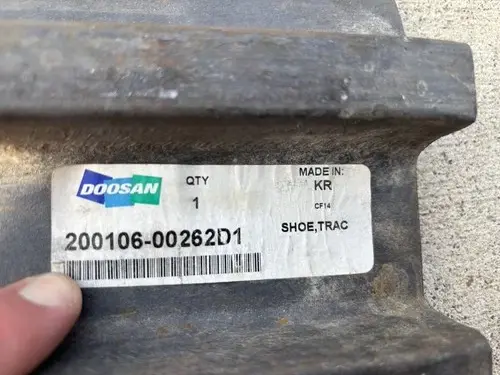 DOOSAN
QTY
1
MADE IN:
KR
CF14
SHOE,TRAC
200106-00262D1